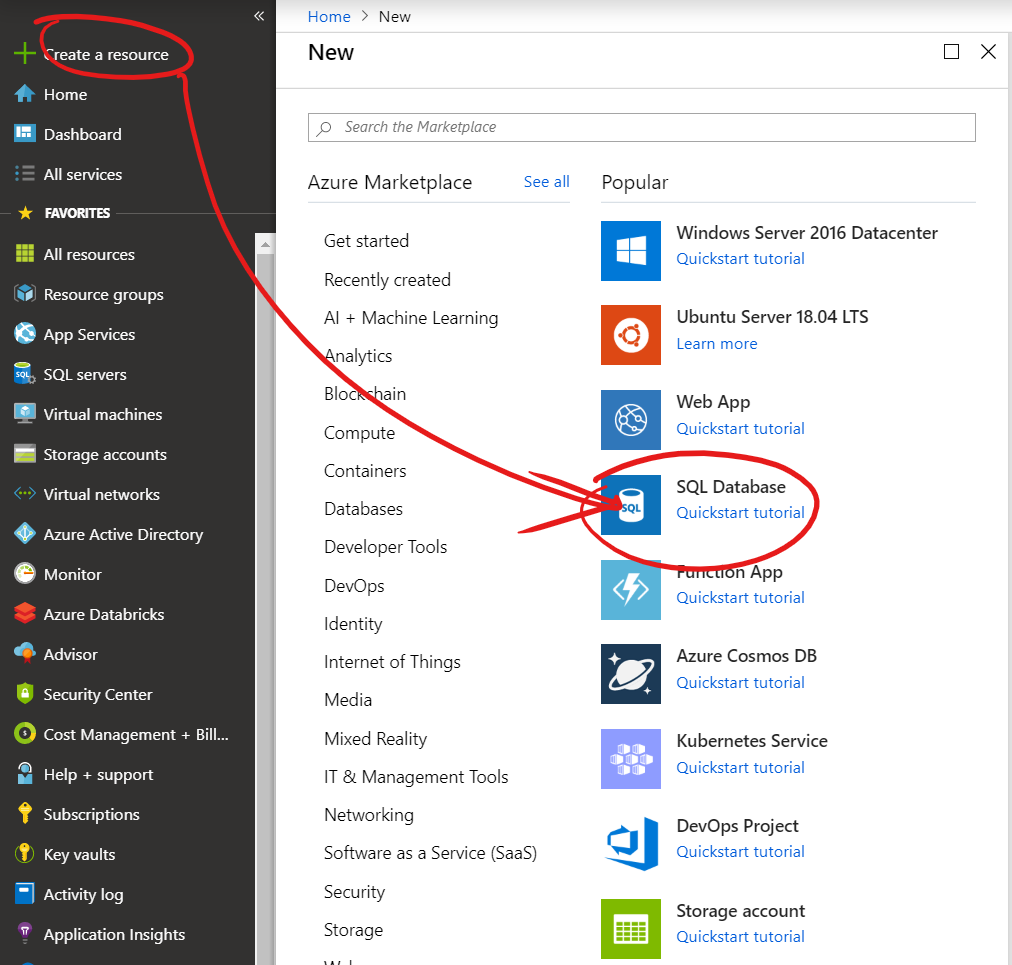 «
Create a resource
Home
Dashboard
All services
FAVORITES
All resources
Resource groups
App Services
SQL
SQL servers
Virtual machines
Storage accounts
Virtual networks
Azure Active Directory
Monitor
Azure Databricks
Advisor
Security Center
Cost Management + Bill...
Help + support
Subscriptions
Key vaults
Activity log
Application Insights
Home > New
New
Search the Marketplace
Azure Marketplace
See all
Get started
Recently created
AI + Machine Learning
Analytics
Blockchain
Compute
Containers
Databases
Developer Tools
DevOps
Identity
Internet of Things
Media
Mixed Reality
IT & Management Tools
Networking
Software as a Service (SaaS)
Security
Storage
Popular
Windows Server 2016 Datacenter
Quickstart tutorial
Ubuntu Server 18.04 LTS
Learn more
Web App
Quickstart tutorial
SQL
SQL Database
Quickstart tutorial
Function App
Quickstart tutorial
Azure Cosmos DB
Quickstart tutorial
Kubernetes Service
Quickstart tutorial
DevOps Project
Quickstart tutorial
Storage account
Quickstart tutorial